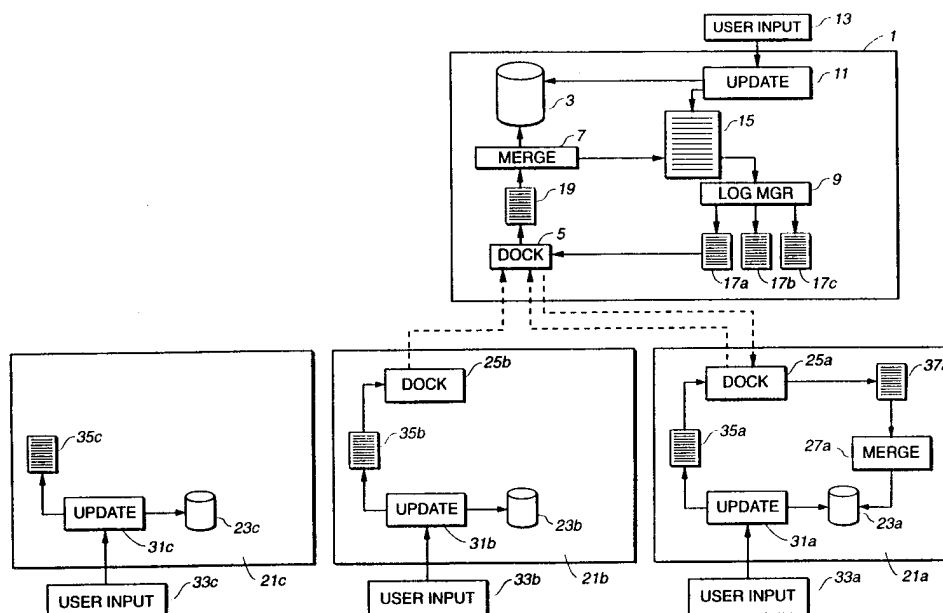 USER INPUT 13
1
UPDATE 11
3
15
7
MERGE
LOG MGR 9
19
5
DOCK
17a 17b 17c
25b
DOCK
25a
DOCK
35c
35b
35a
27a MERGE
UPDATE
31c
23c
UPDATE
31b
23b
UPDATE
31a
23a
21c
21b
21a
USER INPUT 33c
USER INPUT 33b
USER INPUT 33a